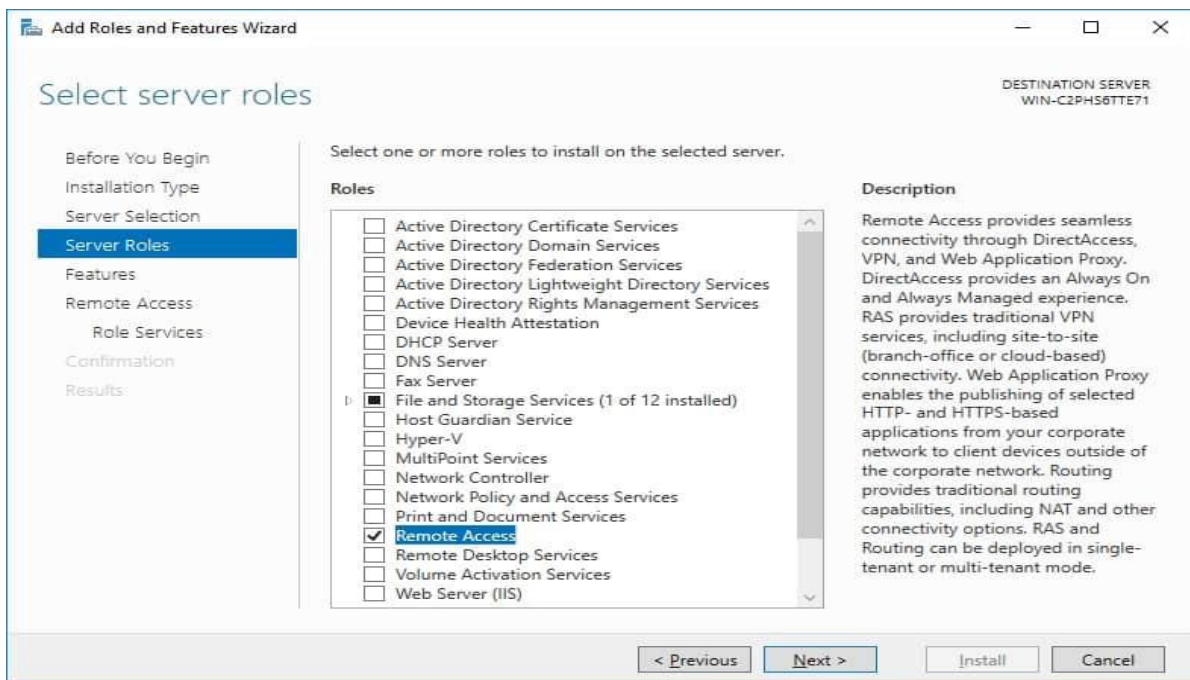 Add Roles and Features Wizard
Select server roles
DESTINATION SERVER
WIN-C2PHS6TTE71
Before You Begin
Installation Type
Server Selection
Server Roles
Features
Remote Access
Role Services
Confirmation
Results
Select one or more roles to install on the selected server.
Roles
Active Directory Certificate Services
Active Directory Domain Services
Active Directory Federation Services
Active Directory Lightweight Directory Services
Active Directory Rights Management Services
Device Health Attestation
DHCP Server
DNS Server
Fax Server
File and Storage Services (1 of 12 installed)
Host Guardian Service
Hyper-V
MultiPoint Services
Network Controller
Network Policy and Access Services
Print and Document Services
Remote Access
Remote Desktop Services
Volume Activation Services
Web Server (IIS)
Description
Remote Access provides seamless
connectivity through DirectAccess,
VPN, and Web Application Proxy.
DirectAccess provides an Always On
and Always Managed experience.
RAS provides traditional VPN
services, including site-to-site
(branch-office or cloud-based)
connectivity. Web Application Proxy
enables the publishing of selected
HTTP- and HTTPS-based
applications from your corporate
network to client devices outside of
the corporate network. Routing
provides traditional routing
capabilities, including NAT and other
connectivity options. RAS and
Routing can be deployed in single-
tenant or multi-tenant mode.
< Previous
Next >
Install
Cancel